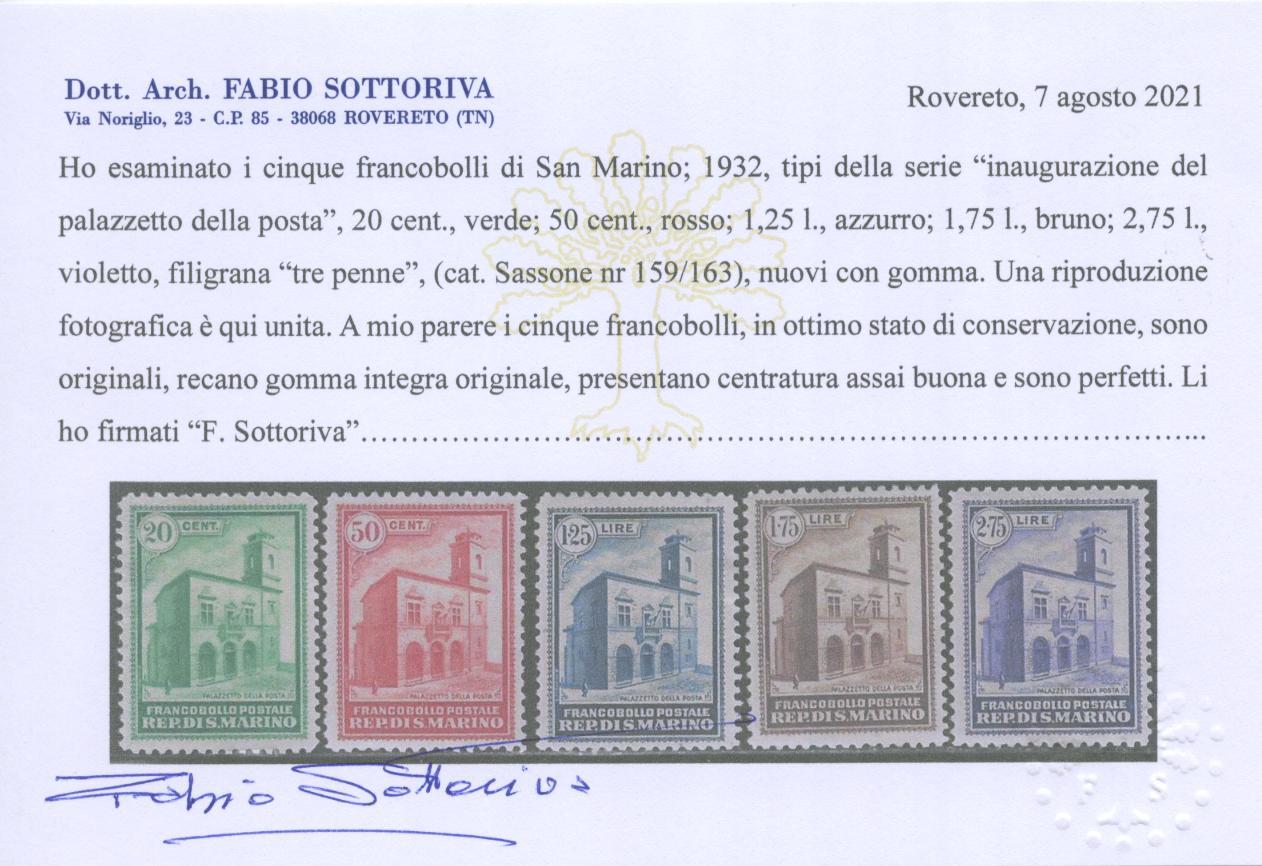 Dott. Arch. FABIO SOTTORIVA
Via Noriglio, 23 - C.P. 85 - 38068 ROVERETO (TN)
Rovereto, 7 agosto 2021
Ho esaminato i cinque francobolli di San Marino; 1932, tipi della serie “inaugurazione del
palazzetto della posta”, 20 cent., verde; 50 cent., rosso; 1,25 l., azzurro; 1,75 l., bruno; 2,75 l.,
violetto, filigrana “tre penne”, (cat. Sassone nr 159/163), nuovi con gomma. Una riproduzione
fotografica è qui unita. A mio parere i cinque francobolli, in ottimo stato di conservazione, sono
originali, recano gomma integra originale, presentano centratura assai buona e sono perfetti. Li
ho firmati “F. Sottoriva”……………………………………………………………………………………...
20 CENT.
PALAZZETTO DELLA POSTA
FRANCOBOLLO POSTALE
REP. DI S. MARINO
50 CENT.
PALAZZETTO DELLA POSTA
FRANCOBOLLO POSTALE
REP. DI S. MARINO
1·25 LIRE
PALAZZETTO DELLA POSTA
FRANCOBOLLO POSTALE
REP. DI S. MARINO
1·75 LIRE
PALAZZETTO DELLA POSTA
FRANCOBOLLO POSTALE
REP. DI S. MARINO
2·75 LIRE
PALAZZETTO DELLA POSTA
FRANCOBOLLO POSTALE
REP. DI S. MARINO
Fabio Sottoriva
F S